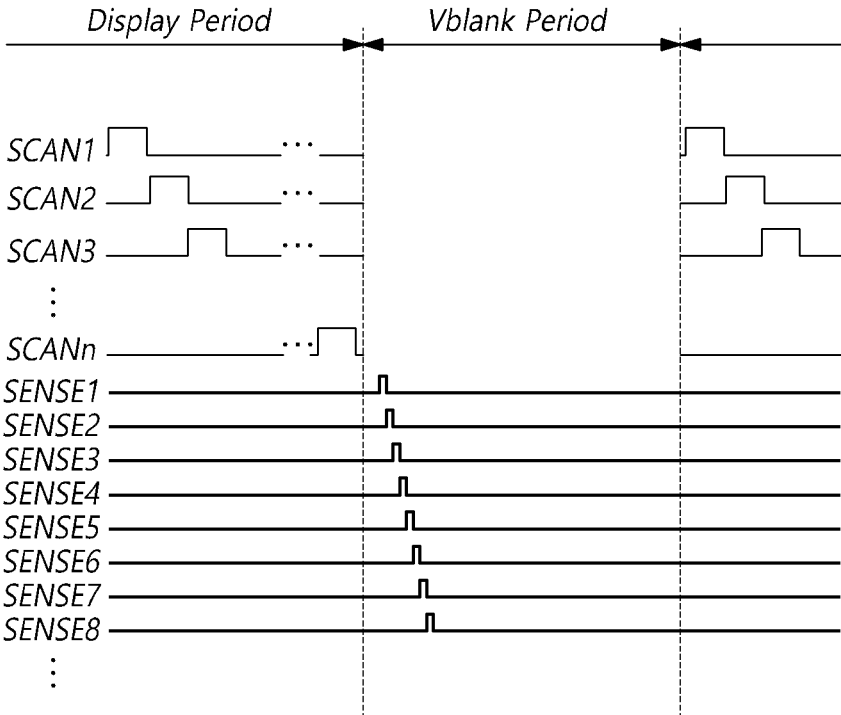 Display Period Vblank Period
SCAN1 ...
SCAN2 ...
SCAN3 ...
⋮
SCANn ...
SENSE1
SENSE2
SENSE3
SENSE4
SENSE5
SENSE6
SENSE7
SENSE8
⋮